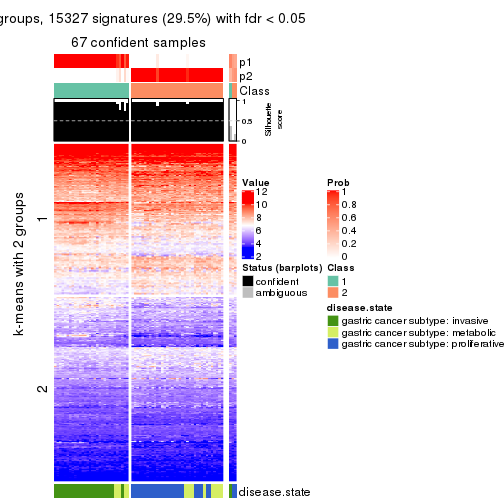 groups, 15327 signatures (29.5%) with fdr < 0.05
67 confident samples
p1
p2
Class
1
0.5
0
Silhouette
score
k-means with 2 groups
1
2
Value
12
10
8
6
4
2
Prob
1
0.8
0.6
0.4
0.2
0
Status (barplots)
confident
ambiguous
Class
1
2
disease.state
gastric cancer subtype: invasive
gastric cancer subtype: metabolic
gastric cancer subtype: proliferative
disease.state